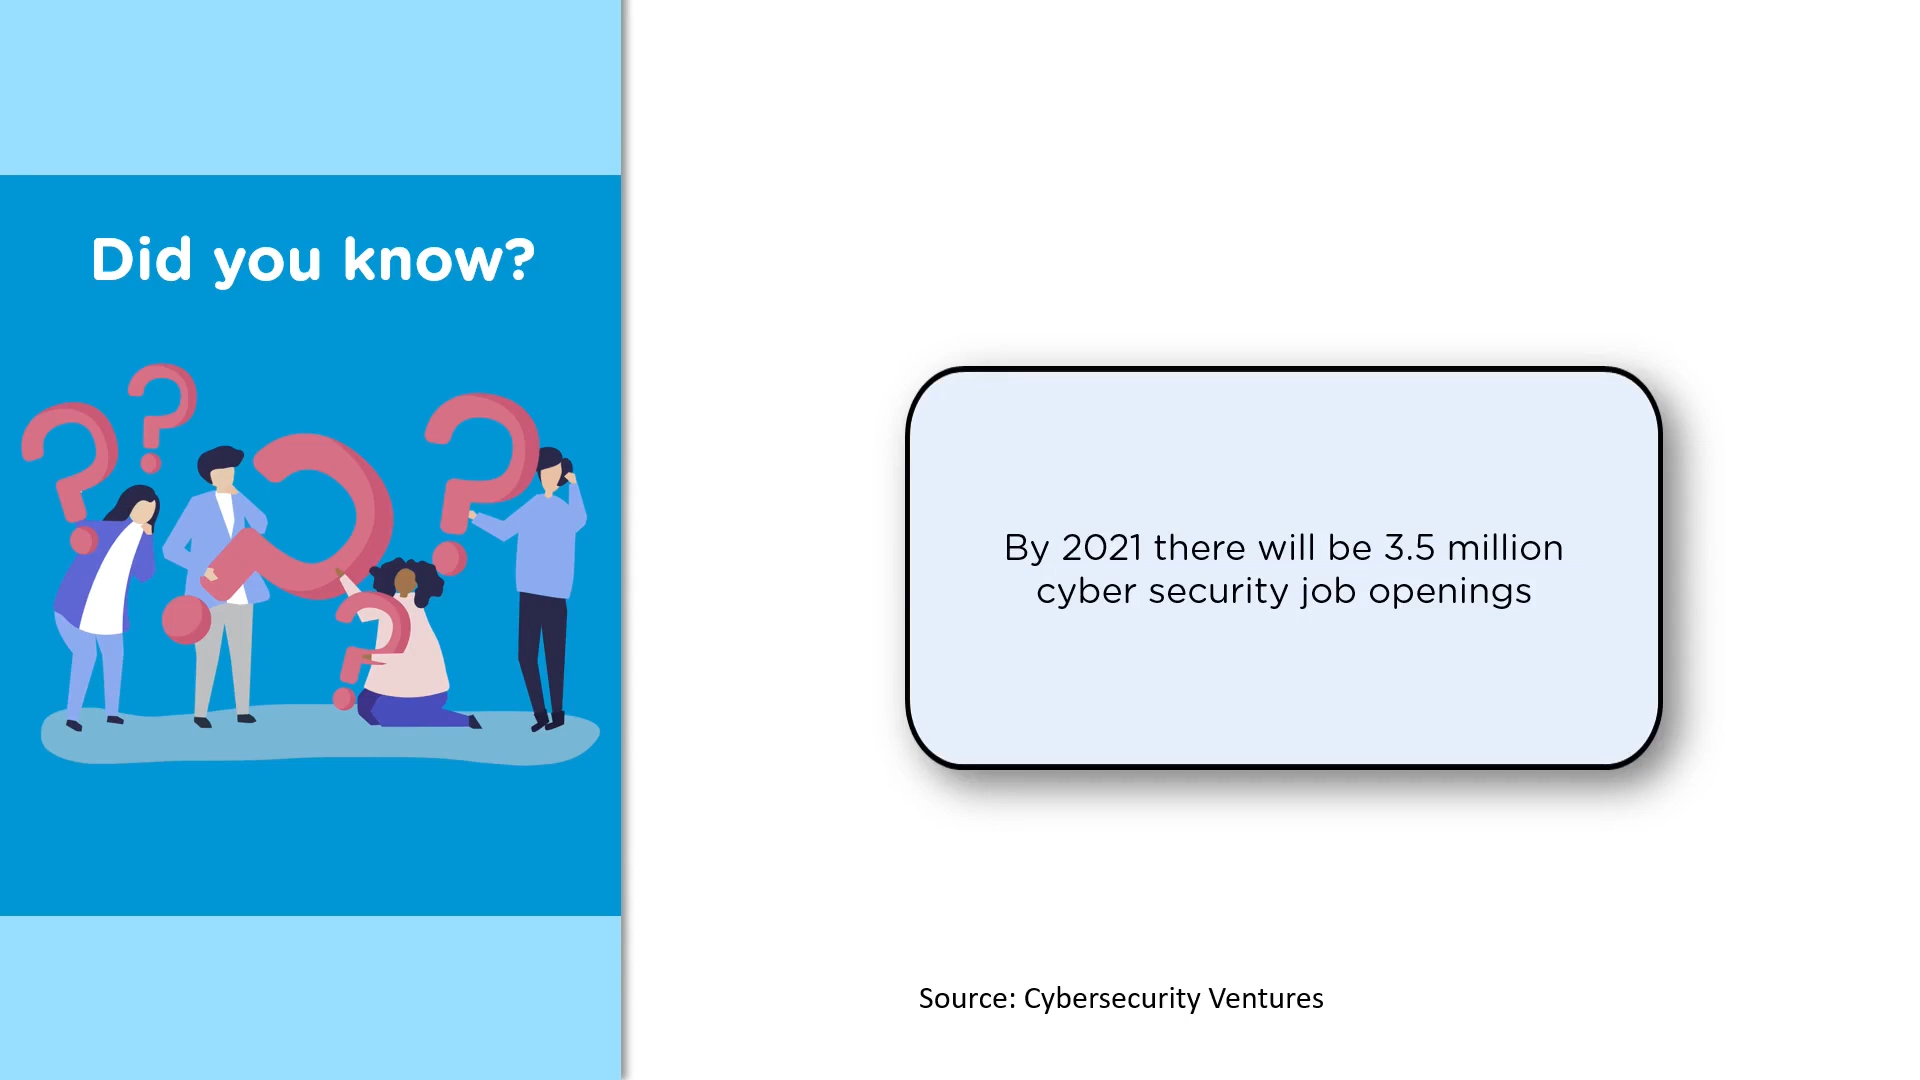 Did you know?
By 2021 there will be 3.5 million
cyber security job openings
Source: Cybersecurity Ventures